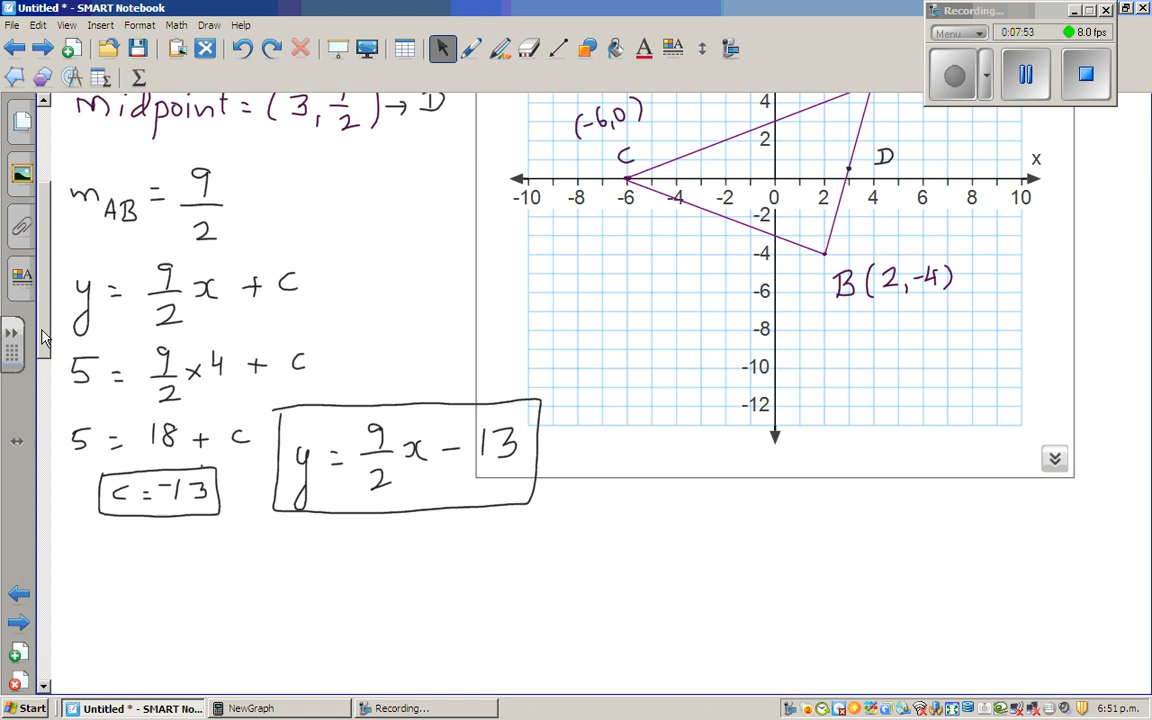 Untitled * - SMART Notebook
File Edit View Insert Format Math Draw Help
Recording...
Menu
0:07:53 8.0 fps
Midpoint = ( 3, 1/2 ) → D
m AB = 9/2
y = 9/2 x + c
5 = 9/2 × 4 + c
5 = 18 + c
c = -13
y = 9/2 x - 13
(-6,0)
C
D
x
B (2, -4)
4
2
-10 -8 -6 -4 -2 0 2 4 6 8 10
-2
-4
-6
-8
-10
-12
Start
Untitled * - SMART No...
NewGraph
Recording...
6:51 p.m.